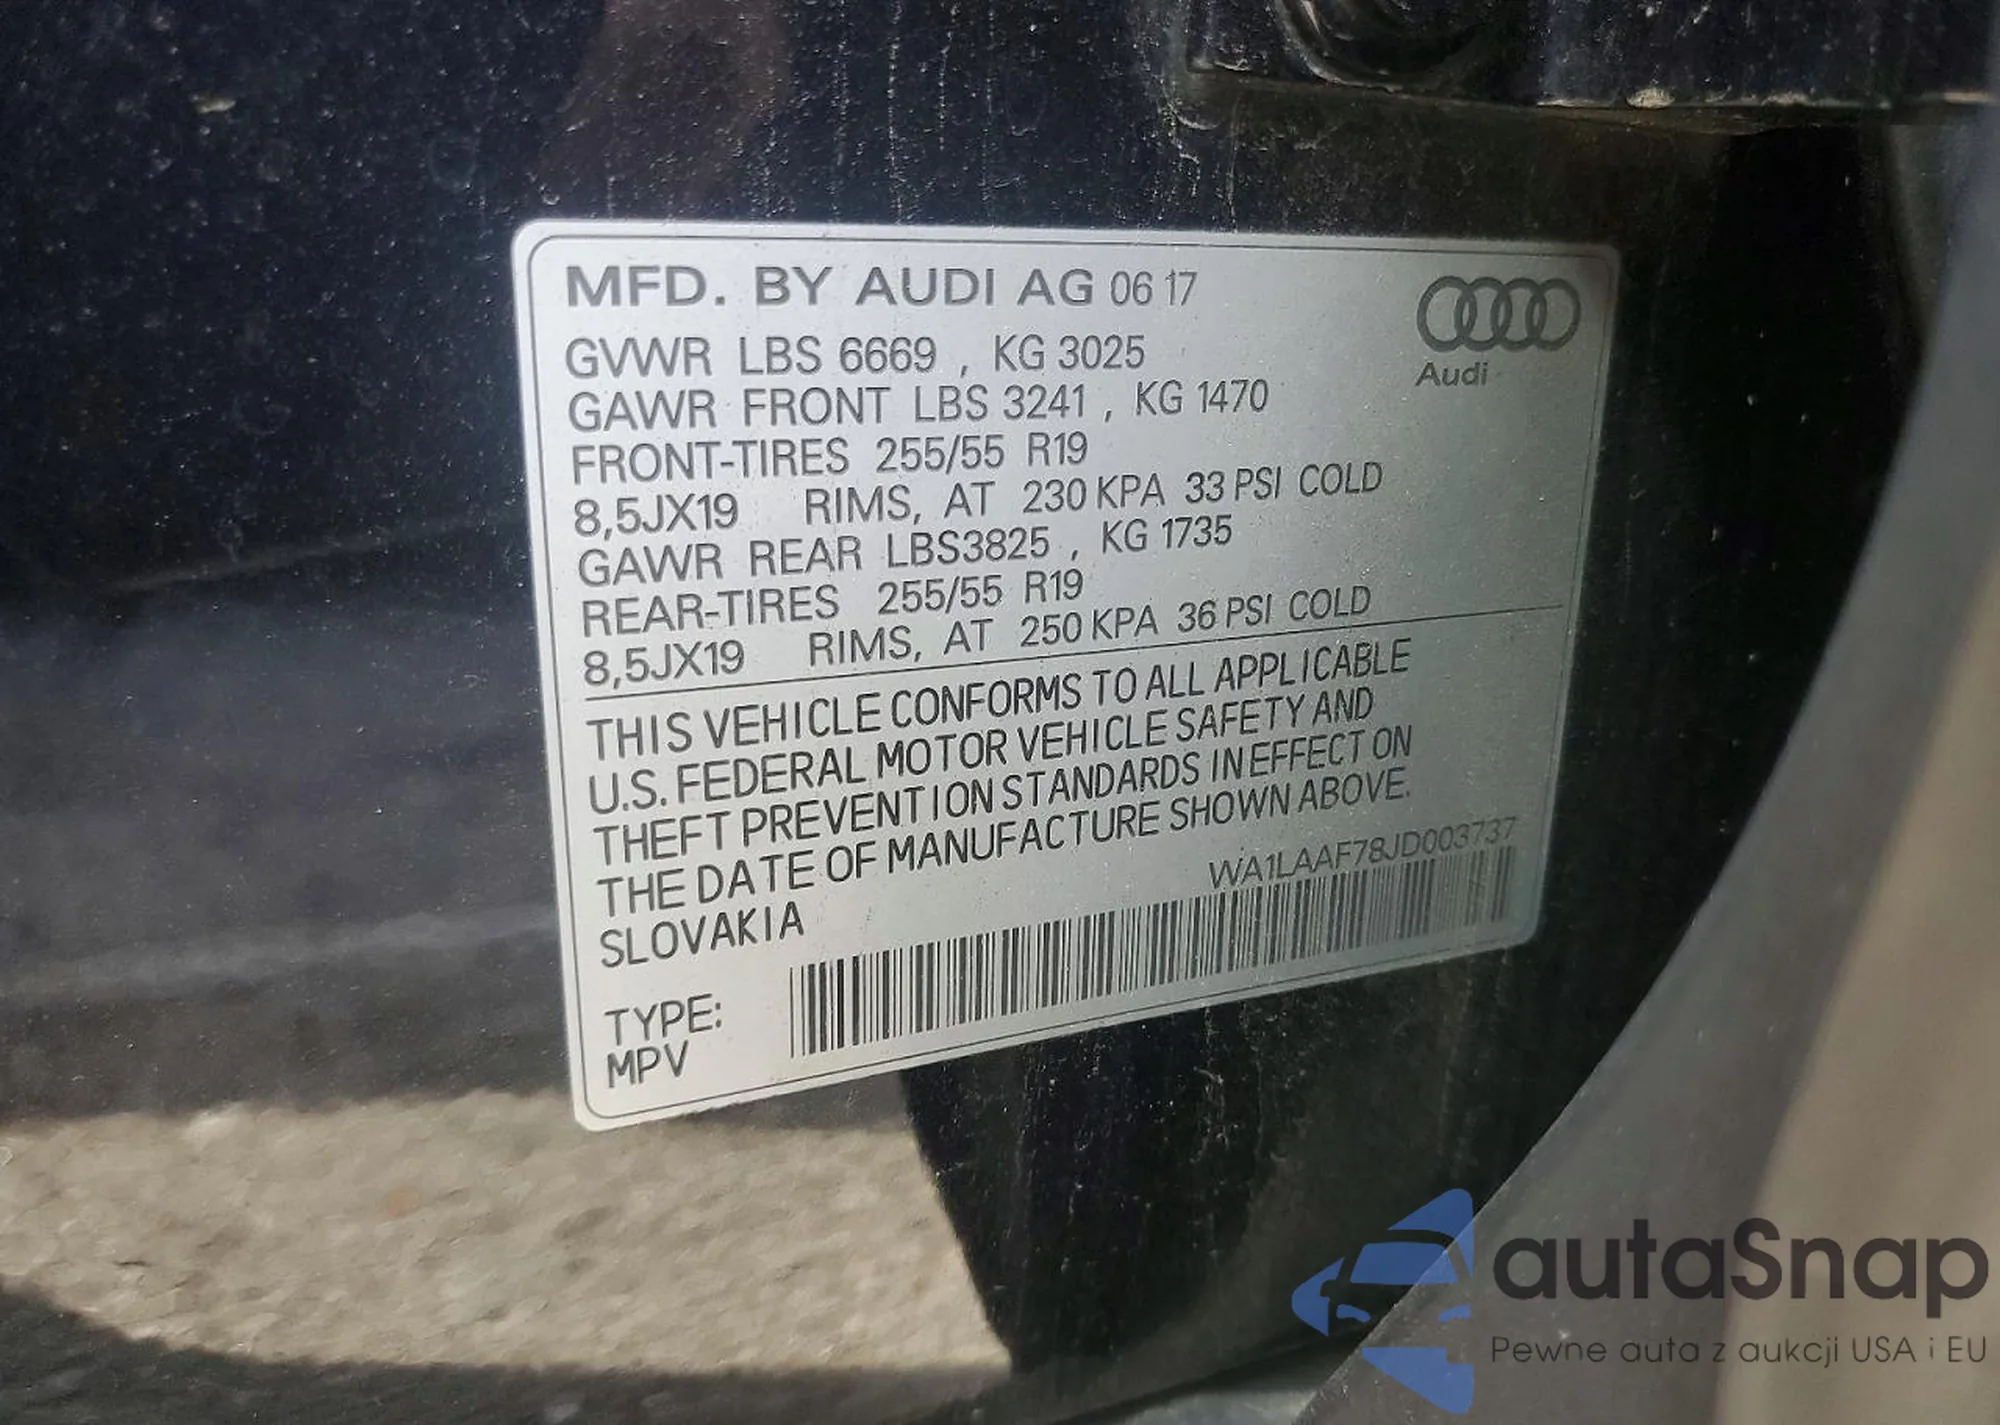 MFD. BY AUDI AG 06 17
Audi
GVWR LBS 6669 , KG 3025
GAWR FRONT LBS 3241 , KG 1470
FRONT-TIRES 255/55 R19
8,5JX19 RIMS, AT 230 KPA 33 PSI COLD
GAWR REAR LBS3825 , KG 1735
REAR-TIRES 255/55 R19
8,5JX19 RIMS, AT 250 KPA 36 PSI COLD
THIS VEHICLE CONFORMS TO ALL APPLICABLE
U.S. FEDERAL MOTOR VEHICLE SAFETY AND
THEFT PREVENTION STANDARDS IN EFFECT ON
THE DATE OF MANUFACTURE SHOWN ABOVE.
SLOVAKIA
WA1LAAF78JD003737
TYPE:
MPV
autaSnap
Pewne auta z aukcji USA i EU